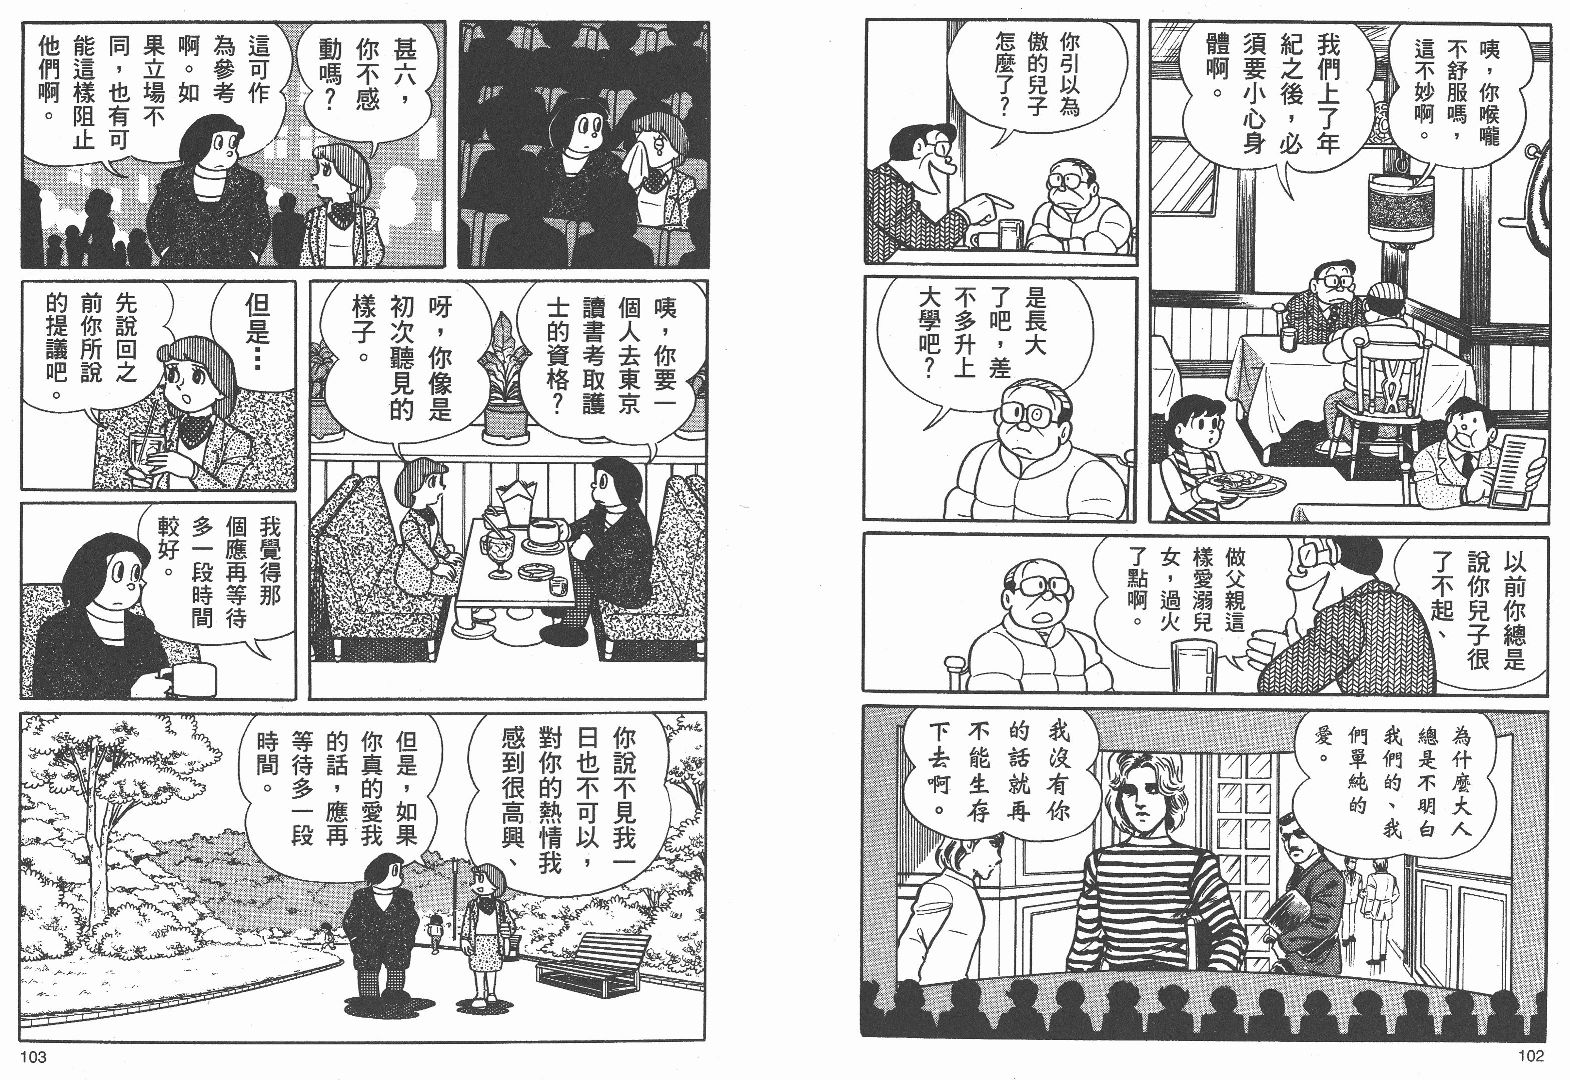 咦，你喉嚨
不舒服嗎，
這不妙啊。
我們上了年
紀之後，必
須要小心身
體啊。
你引以為
傲的兒子
怎麼了？
是長大
了吧，差
不多升上
大學吧？
以前你總是
說你兒子很
了不起、
做父親這
樣愛溺兒
女，過火
了點啊。
為什麼大人
總是不明白
我們的、我
們單純的
愛。
我沒有你
的話就再
不能生存
下去啊。
102
甚六，
你不感
動嗎？
這可作
為參考
啊。如
果立場不
同，也有可
能這樣阻止
他們啊。
咦，你要一
個人去東京
讀書考取護
士的資格？
呀，你像是
初次聽見的
樣子。
但是…
先說回之
前你所說
的提議吧。
我覺得那
個應再等待
多一段時間
較好。
你說不見我一
日也不可以，
對你的熱情我
感到很高興、
但是，如果
你真的愛我
的話，應再
等待多一段
時間。
103